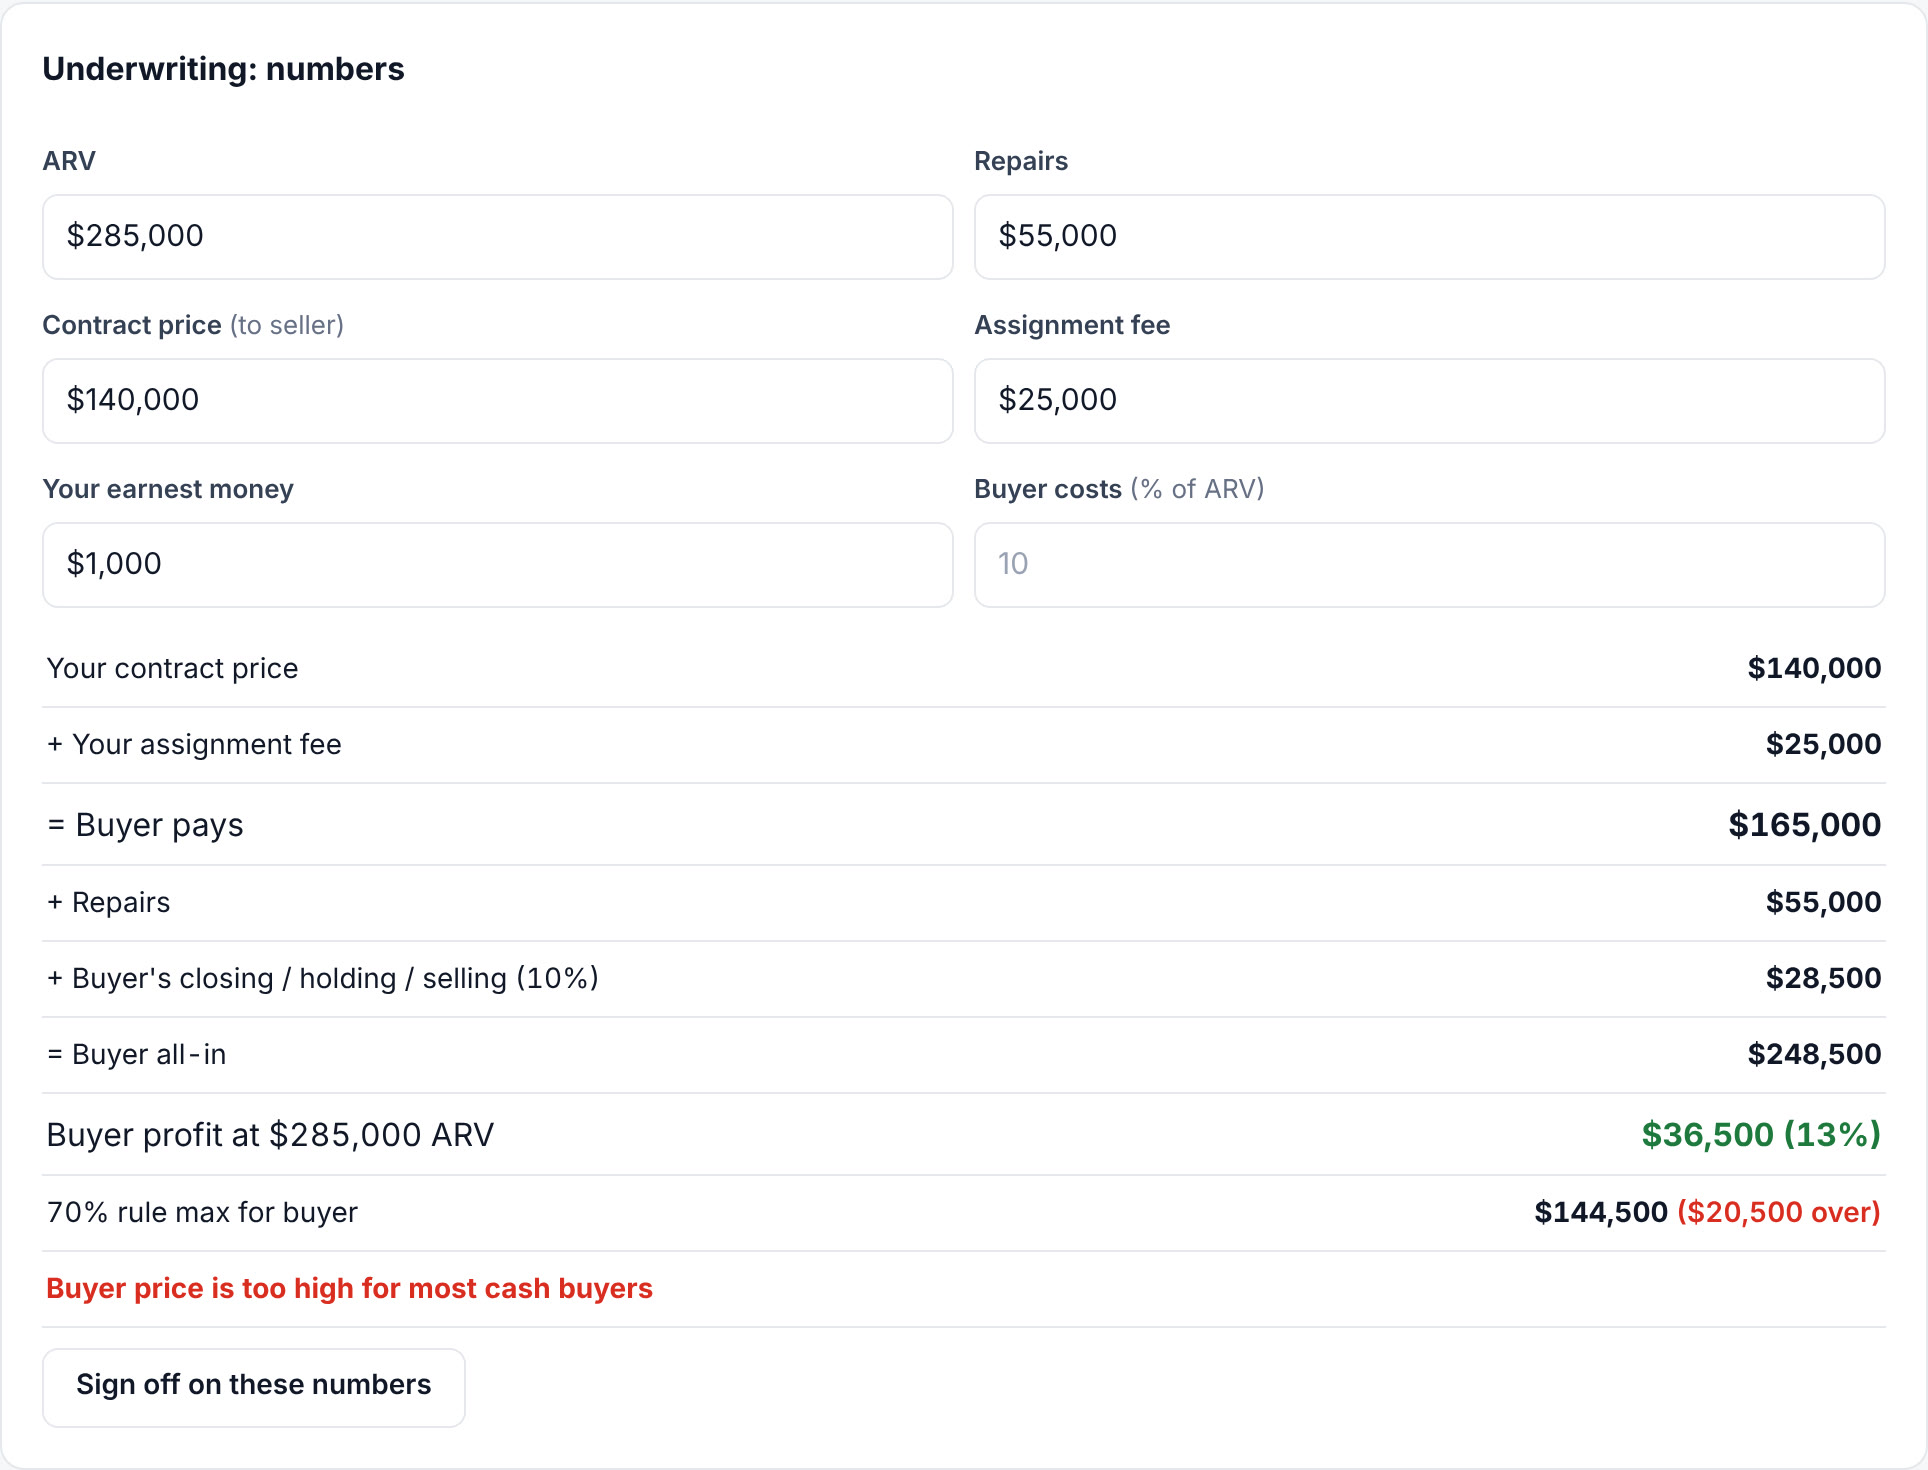 Underwriting: numbers
ARV
Repairs
$285,000
$55,000
Contract price (to seller)
Assignment fee
$140,000
$25,000
Your earnest money
Buyer costs (% of ARV)
$1,000
10
Your contract price $140,000
+ Your assignment fee $25,000
= Buyer pays $165,000
+ Repairs $55,000
+ Buyer's closing / holding / selling (10%) $28,500
= Buyer all-in $248,500
Buyer profit at $285,000 ARV $36,500 (13%)
70% rule max for buyer $144,500 ($20,500 over)
Buyer price is too high for most cash buyers
Sign off on these numbers